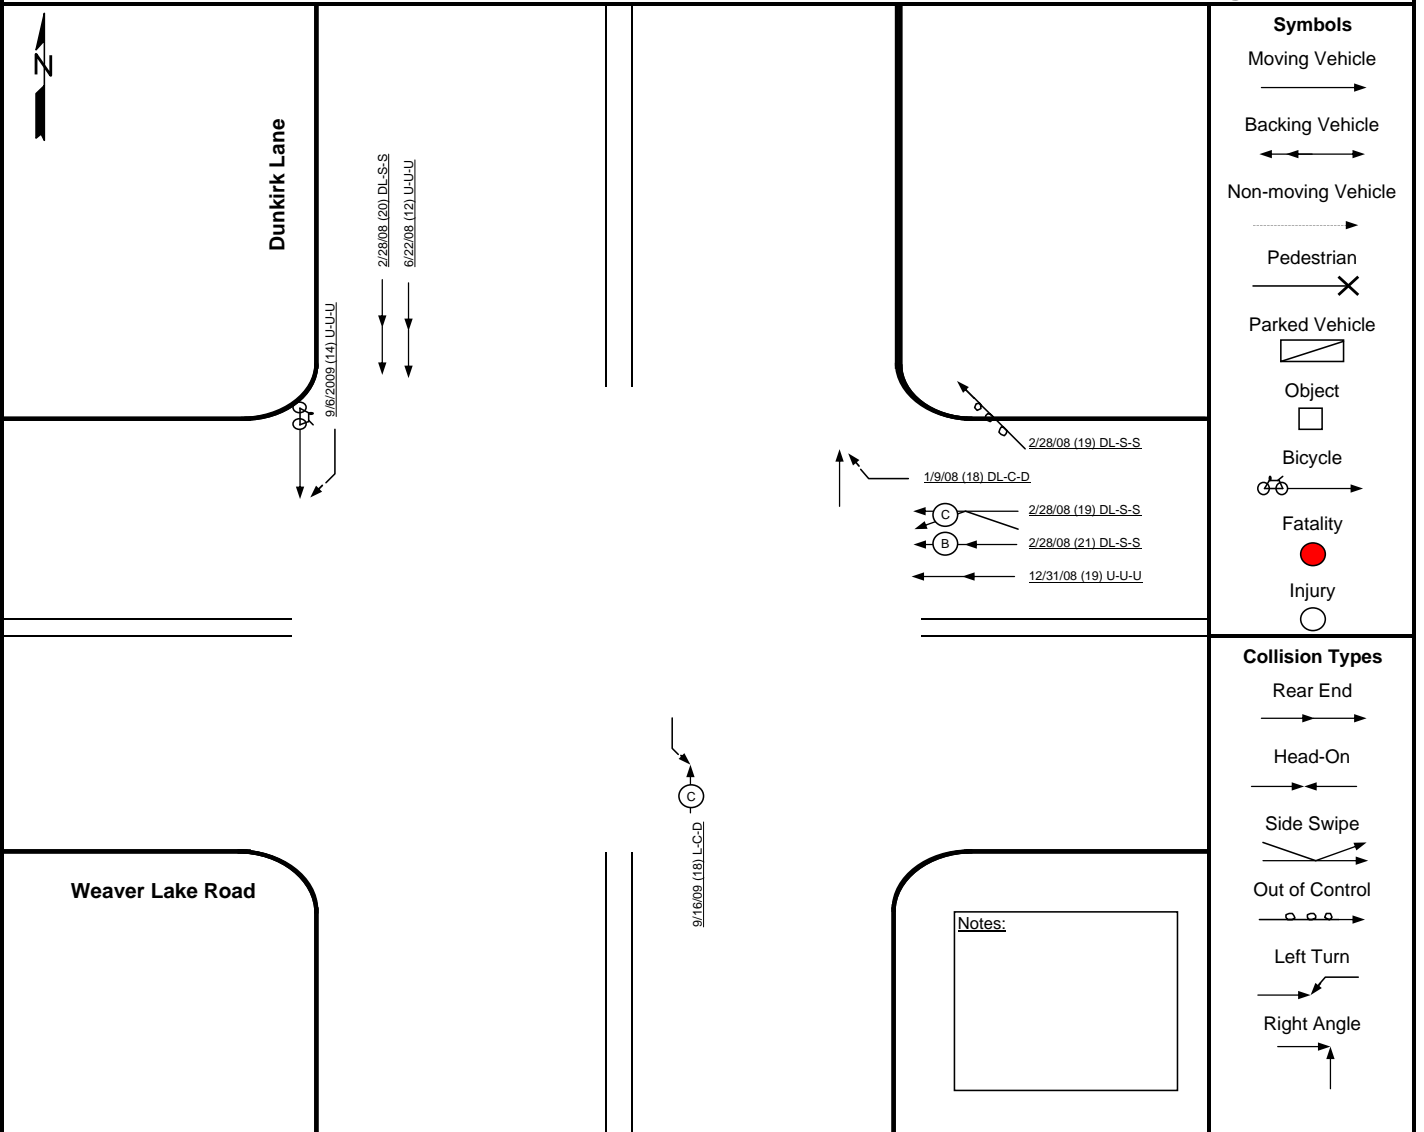 N
Dunkirk Lane
2/28/08 (20) DL-S-S
6/22/08 (12) U-U-U
9/6/2009 (14) U-U-U
2/28/08 (19) DL-S-S
1/9/08 (18) DL-C-D
C
2/28/08 (19) DL-S-S
B
2/28/08 (21) DL-S-S
12/31/08 (19) U-U-U
C
9/16/09 (18) L-C-D
Weaver Lake Road
Notes:
Symbols
Moving Vehicle
Backing Vehicle
Non-moving Vehicle
Pedestrian
Parked Vehicle
Object
Bicycle
Fatality
Injury
Collision Types
Rear End
Head-On
Side Swipe
Out of Control
Left Turn
Right Angle